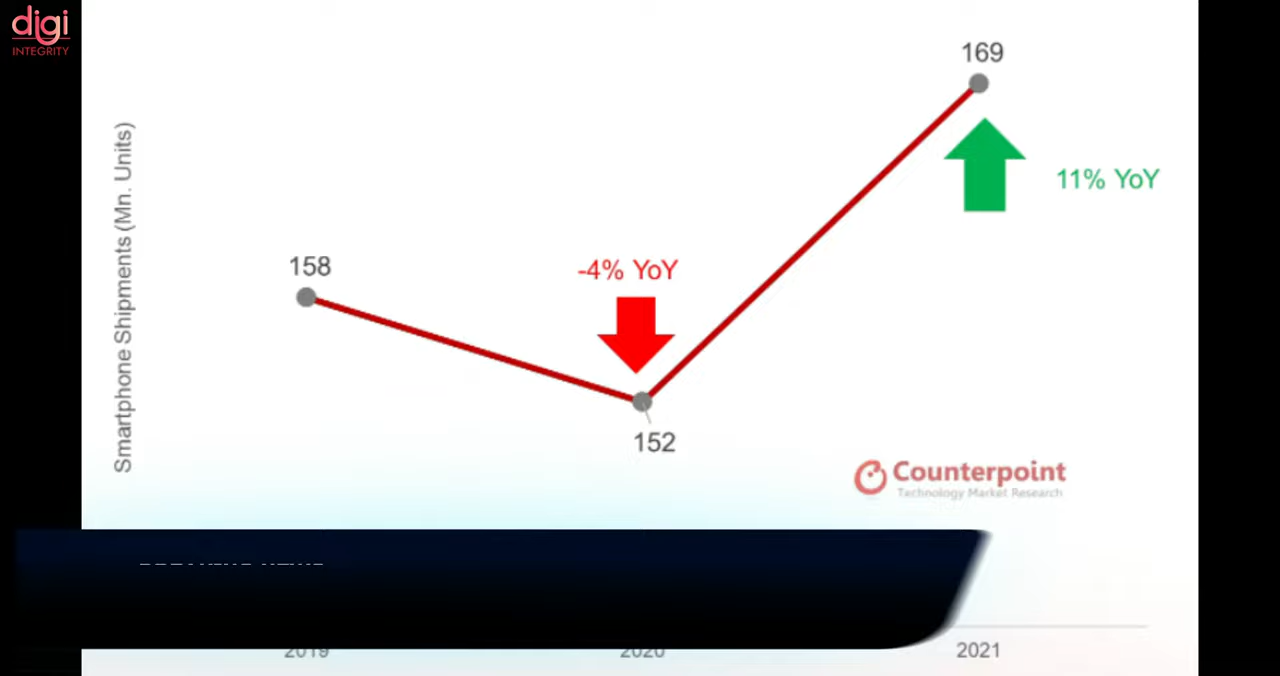 digi
INTEGRITY
169
Smartphone Shipments (Mn. Units)
11% YoY
158
-4% YoY
152
Counterpoint
Technology Market Research
2019
2020
2021